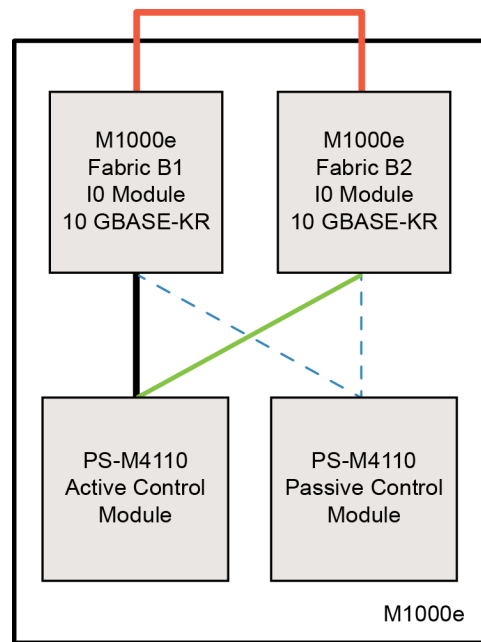 M1000e
Fabric B1
I0 Module
10 GBASE-KR
M1000e
Fabric B2
I0 Module
10 GBASE-KR
PS-M4110
Active Control
Module
PS-M4110
Passive Control
Module
M1000e